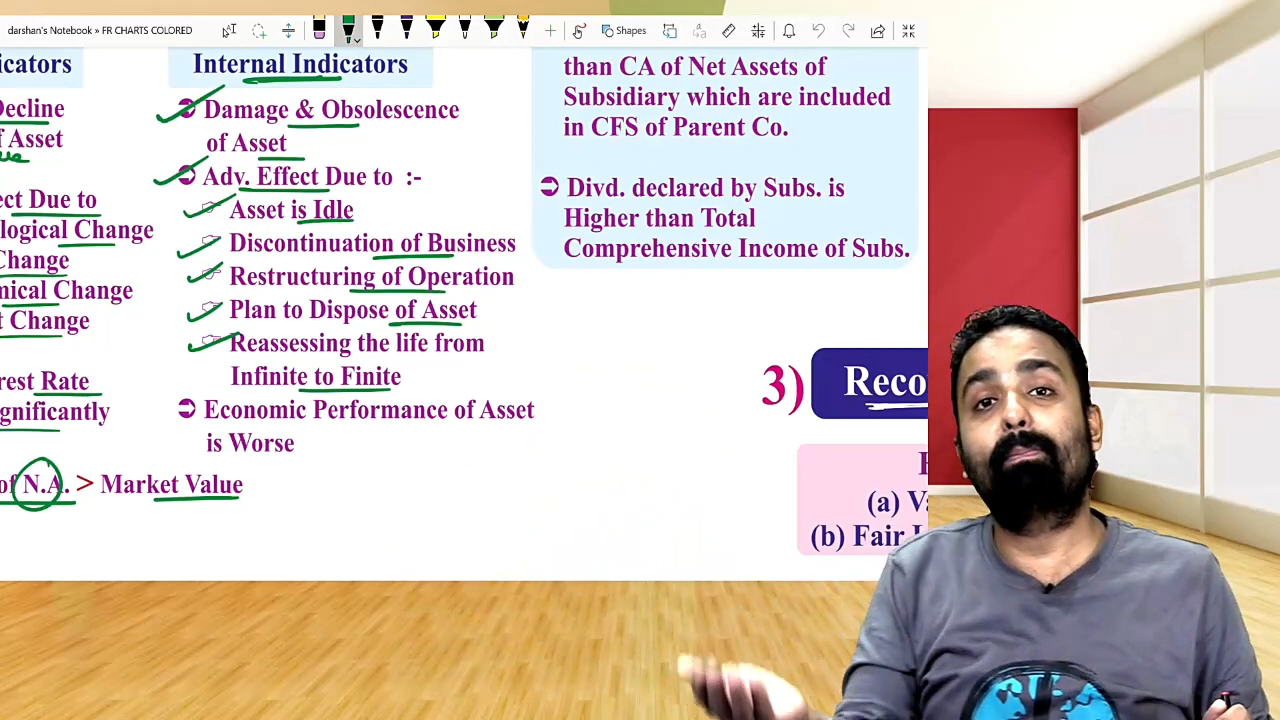 darshan's Notebook » FR CHARTS COLORED
Shapes
icators
Decline
f Asset
ect Due to
logical Change
Change
mical Change
t Change
rest Rate
gnificantly
of N.A. > Market Value
Internal Indicators
Damage & Obsolescence
of Asset
Adv. Effect Due to :-
Asset is Idle
Discontinuation of Business
Restructuring of Operation
Plan to Dispose of Asset
Reassessing the life from
Infinite to Finite
Economic Performance of Asset
is Worse
than CA of Net Assets of
Subsidiary which are included
in CFS of Parent Co.
Divd. declared by Subs. is
Higher than Total
Comprehensive Income of Subs.
3) Reco
(a) Va
(b) Fair